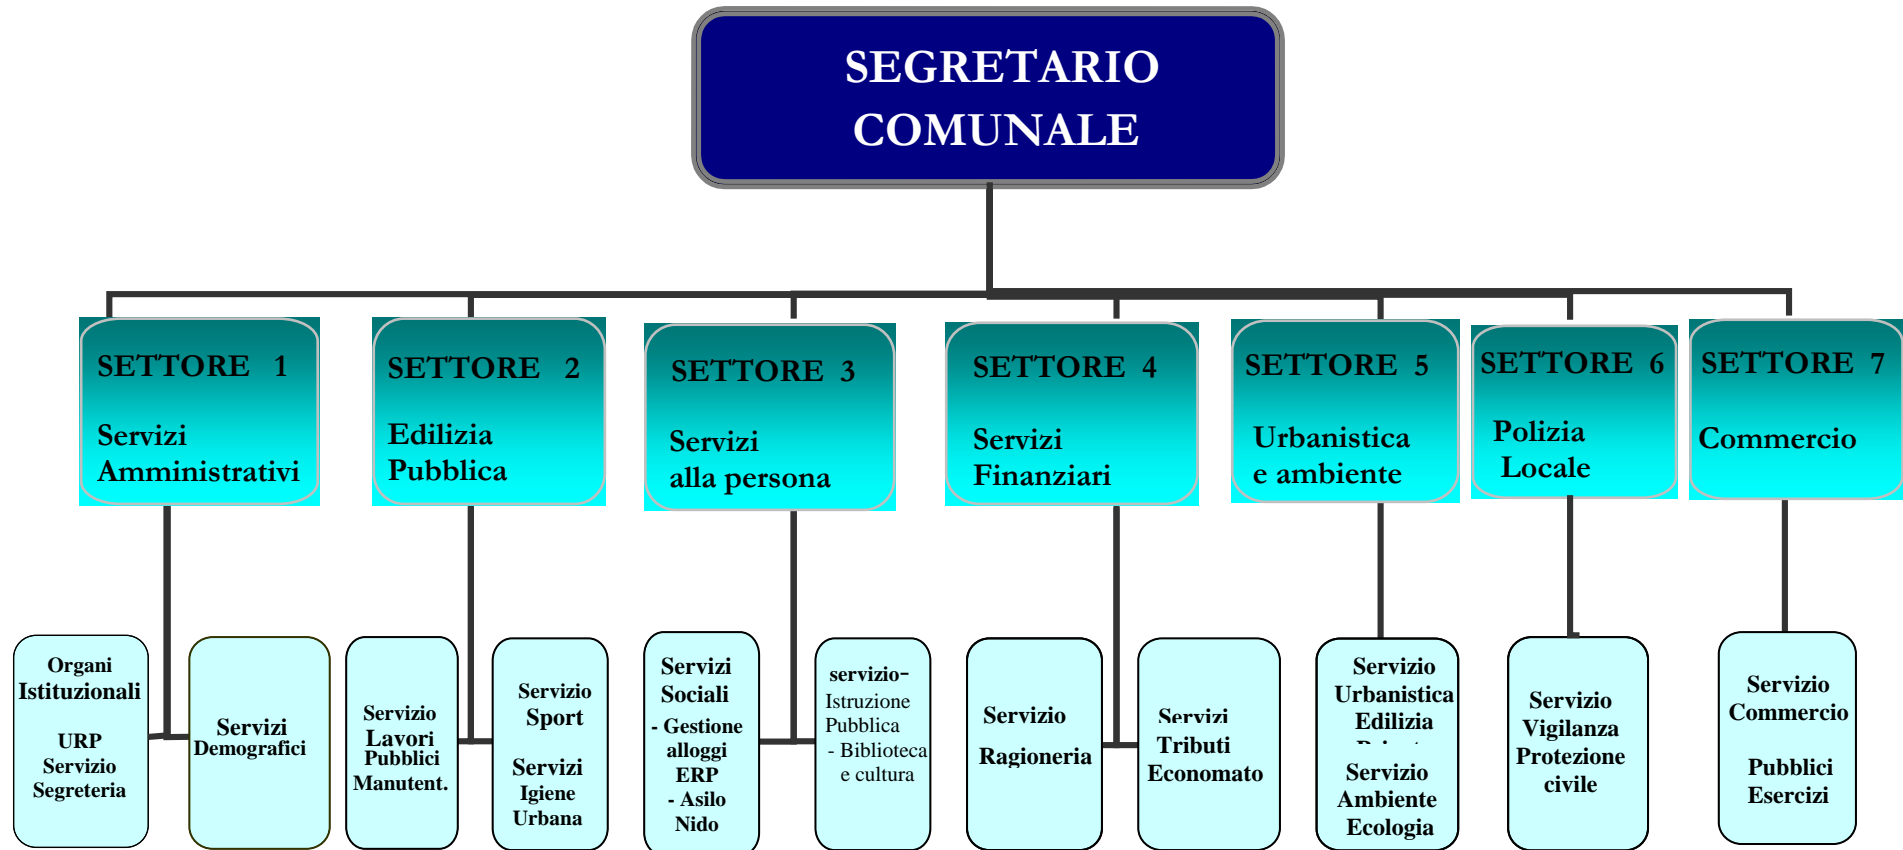 SEGRETARIO
COMUNALE
SETTORE 1
Servizi
Amministrativi
SETTORE 2
Edilizia
Pubblica
SETTORE 3
Servizi
alla persona
SETTORE 4
Servizi
Finanziari
SETTORE 5
Urbanistica
e ambiente
SETTORE 6
Polizia
Locale
SETTORE 7
Commercio
Organi
Istituzionali
URP
Servizio
Segreteria
Servizi
Demografici
Servizio
Lavori
Pubblici
Manutent.
Servizio
Sport
Servizi
Igiene
Urbana
Servizi
Sociali
- Gestione
alloggi
ERP
- Asilo
Nido
servizio-
Istruzione
Pubblica
- Biblioteca
e cultura
Servizio
Ragioneria
Servizi
Tributi
Economato
Servizio
Urbanistica
Edilizia
Servizio
Ambiente
Ecologia
Servizio
Vigilanza
Protezione
civile
Servizio
Commercio
Pubblici
Esercizi